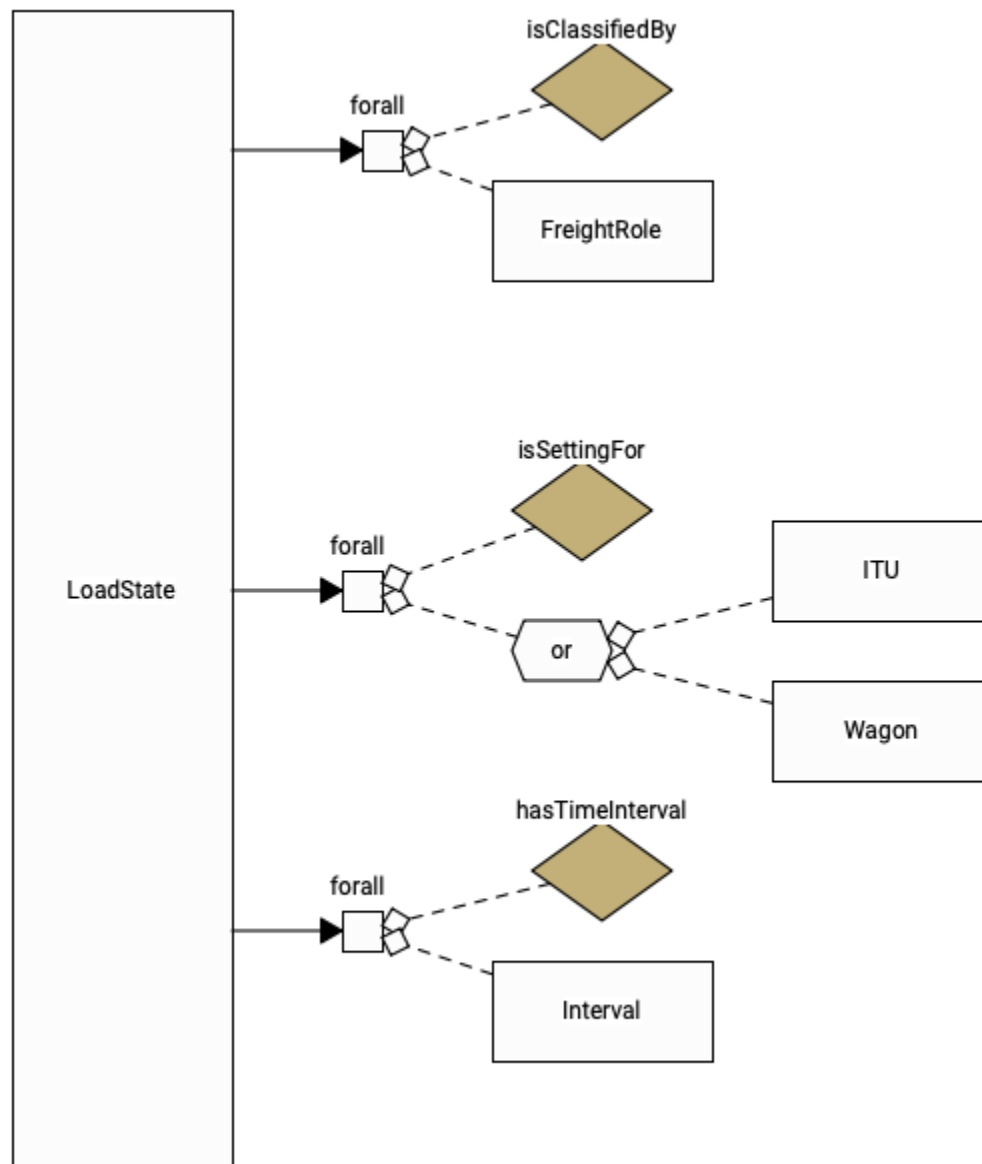 isClassifiedBy
forall
FreightRole
isSettingFor
forall
ITU
LoadState
or
Wagon
hasTimeInterval
forall
Interval